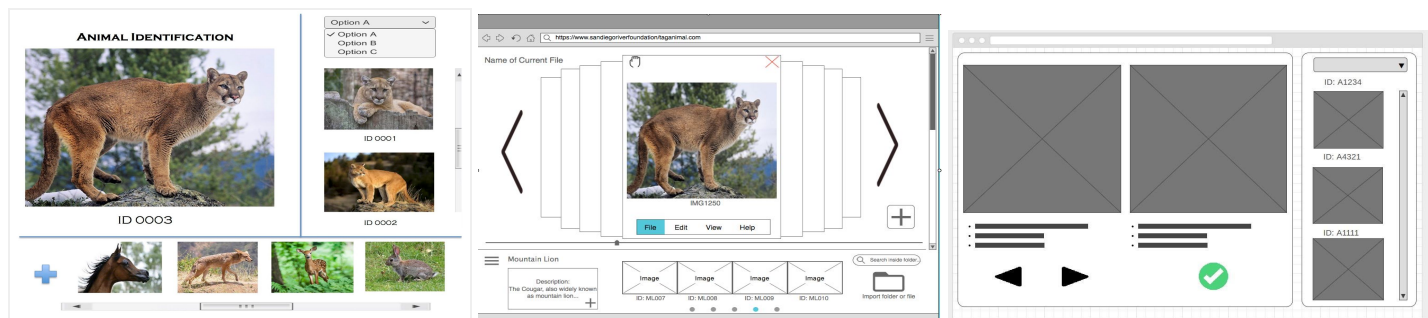 ANIMAL IDENTIFICATION
ID 0003
Option A
Option A
Option B
Option C
ID 0001
ID 0002
https://www.sandiegoriverfoundation/taganimal.com
Name of Current File
IMG1250
File Edit View Help
Mountain Lion
Description:
The Cougar, also widely known
as mountain lion...
Image Image Image Image
ID: ML007 ID: ML008 ID: ML009 ID: ML010
Search inside folder
Import folder or file
ID: A1234
ID: A4321
ID: A1111